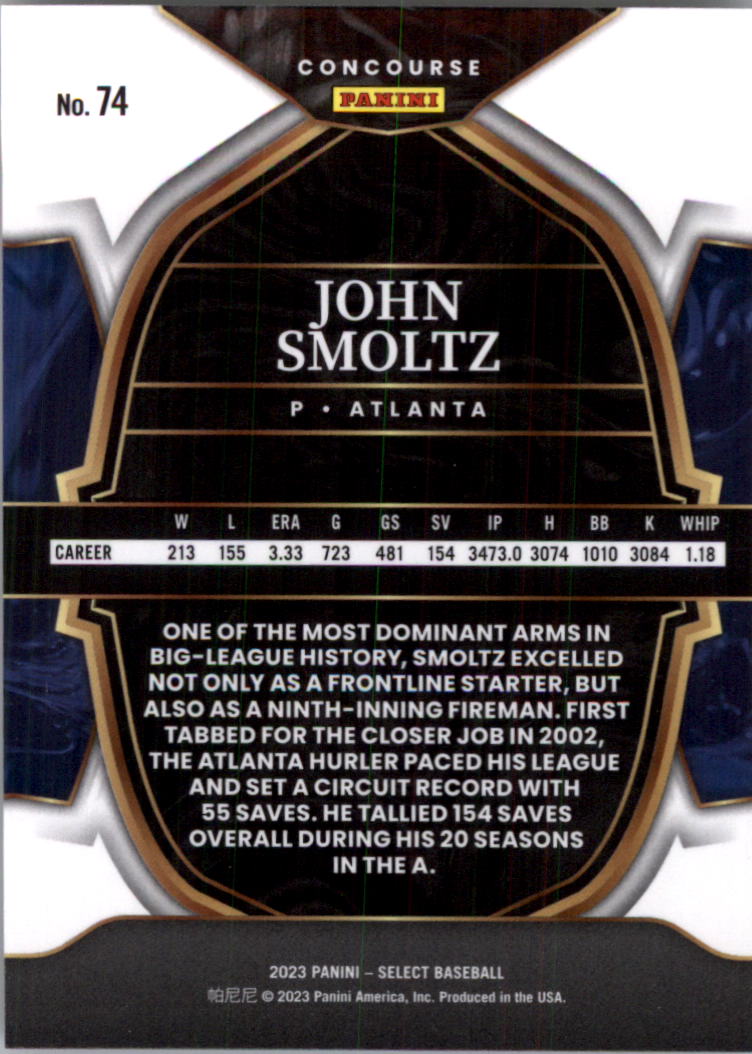 CONCOURSE
PANINI
No. 74
JOHN
SMOLTZ
P • ATLANTA
W L ERA G GS SV IP H BB K WHIP
CAREER 213 155 3.33 723 481 154 3473.0 3074 1010 3084 1.18
ONE OF THE MOST DOMINANT ARMS IN
BIG-LEAGUE HISTORY, SMOLTZ EXCELLED
NOT ONLY AS A FRONTLINE STARTER, BUT
ALSO AS A NINTH-INNING FIREMAN. FIRST
TABBED FOR THE CLOSER JOB IN 2002,
THE ATLANTA HURLER PACED HIS LEAGUE
AND SET A CIRCUIT RECORD WITH
55 SAVES. HE TALLIED 154 SAVES
OVERALL DURING HIS 20 SEASONS
IN THE A.
2023 PANINI – SELECT BASEBALL
帕尼尼 © 2023 Panini America, Inc. Produced in the USA.